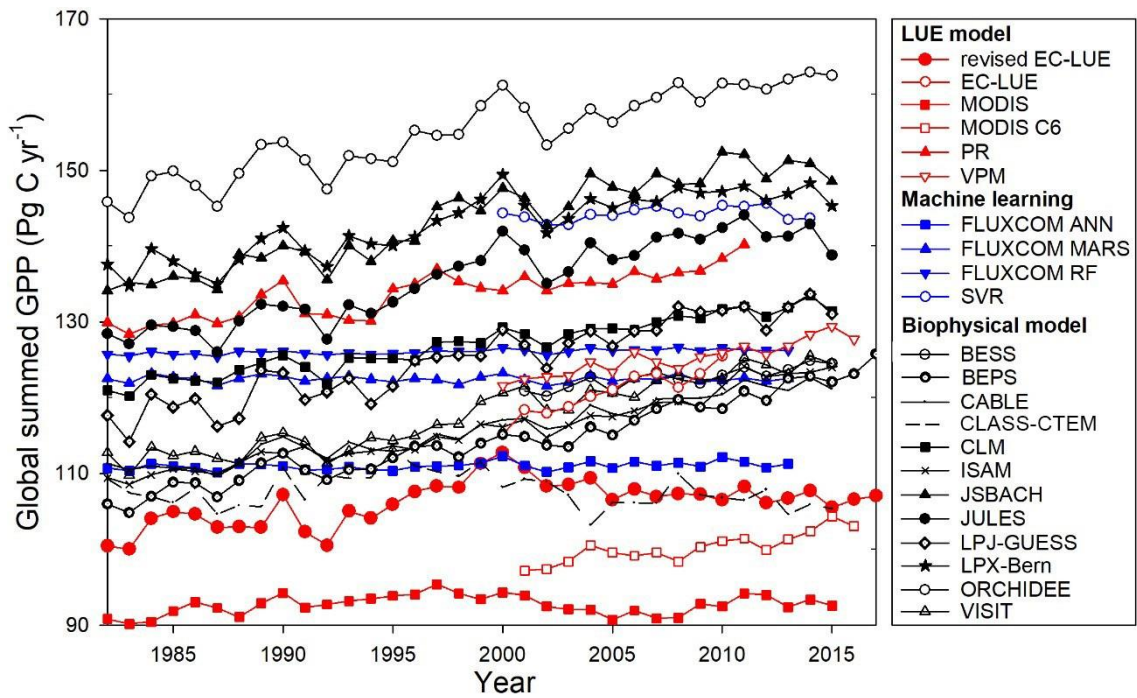 170
150
130
110
90
Global summed GPP (Pg C yr⁻¹)
1985 1990 1995 2000 2005 2010 2015
Year
LUE model
revised EC-LUE
EC-LUE
MODIS
MODIS C6
PR
VPM
Machine learning
FLUXCOM ANN
FLUXCOM MARS
FLUXCOM RF
SVR
Biophysical model
BESS
BEPS
CABLE
CLASS-CTEM
CLM
ISAM
JSBACH
JULES
LPJ-GUESS
LPX-Bern
ORCHIDEE
VISIT